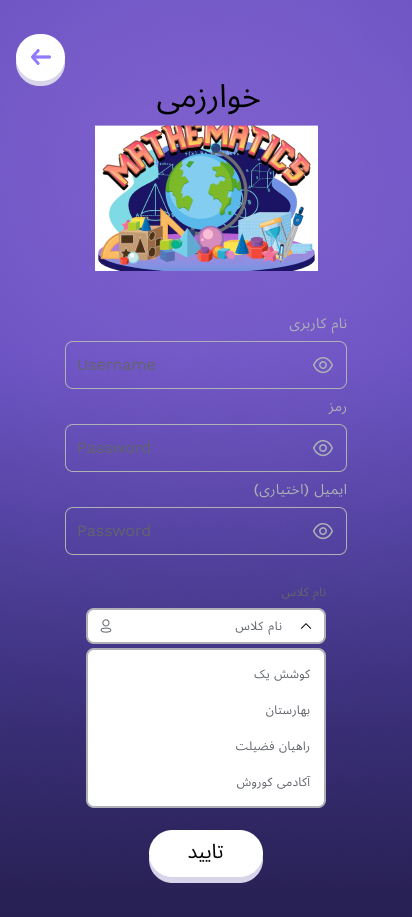 خوارزمی
MATHEMATICS
نام کاربری
Username
رمز
Password
ایمیل (اختیاری)
Password
نام کلاس
نام کلاس
کوشش یک
بهارستان
راهیان فضیلت
آکادمی کوروش
تایید